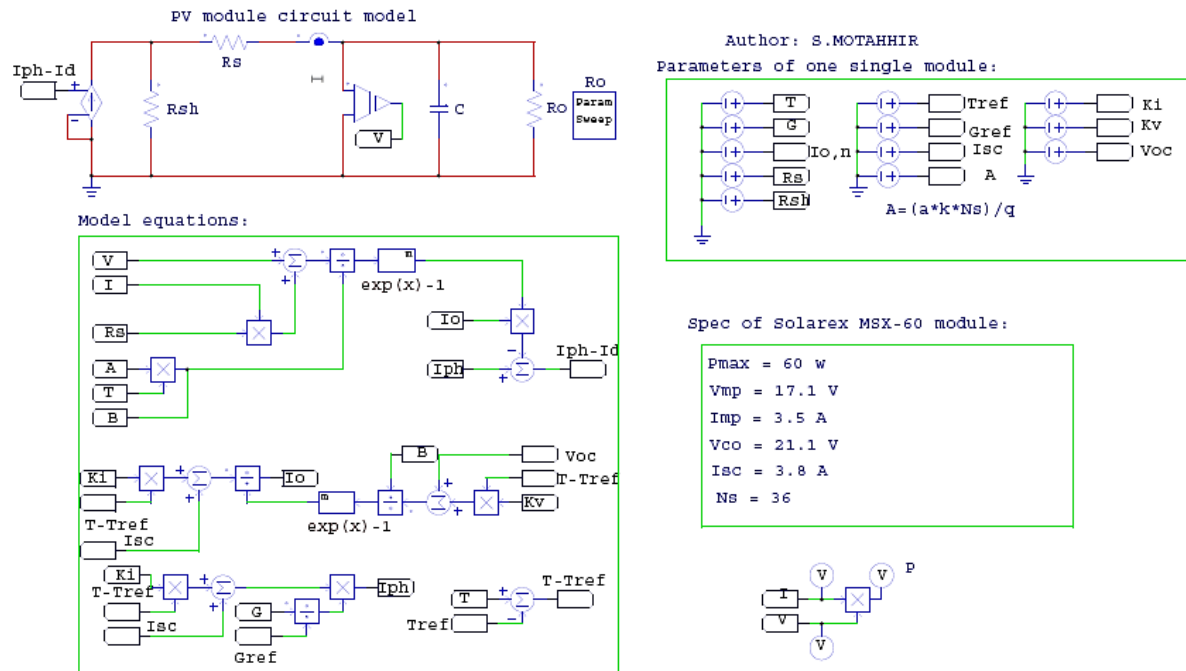 PV module circuit model
Iph-Id
Rs
I
Rsh
V
C
Ro
Ro
Param
Sweep
Author: S.MOTAHHIR
Parameters of one single module:
T
G
Io,n
Rs
Rsh
Tref
Gref
Isc
A
Ki
Kv
Voc
A=(a*k*Ns)/q
Model equations:
V
I
Rs
A
T
B
m
exp(x)-1
Io
Iph
Iph-Id
Ki
T-Tref
Isc
Io
m
exp(x)-1
B
Voc
T-Tref
Kv
Ki
T-Tref
Isc
G
Gref
Iph
T
Tref
T-Tref
Spec of Solarex MSX-60 module:
Pmax = 60 W
Vmp = 17.1 V
Imp = 3.5 A
Vco = 21.1 V
Isc = 3.8 A
Ns = 36
I
V
V
V
V
P